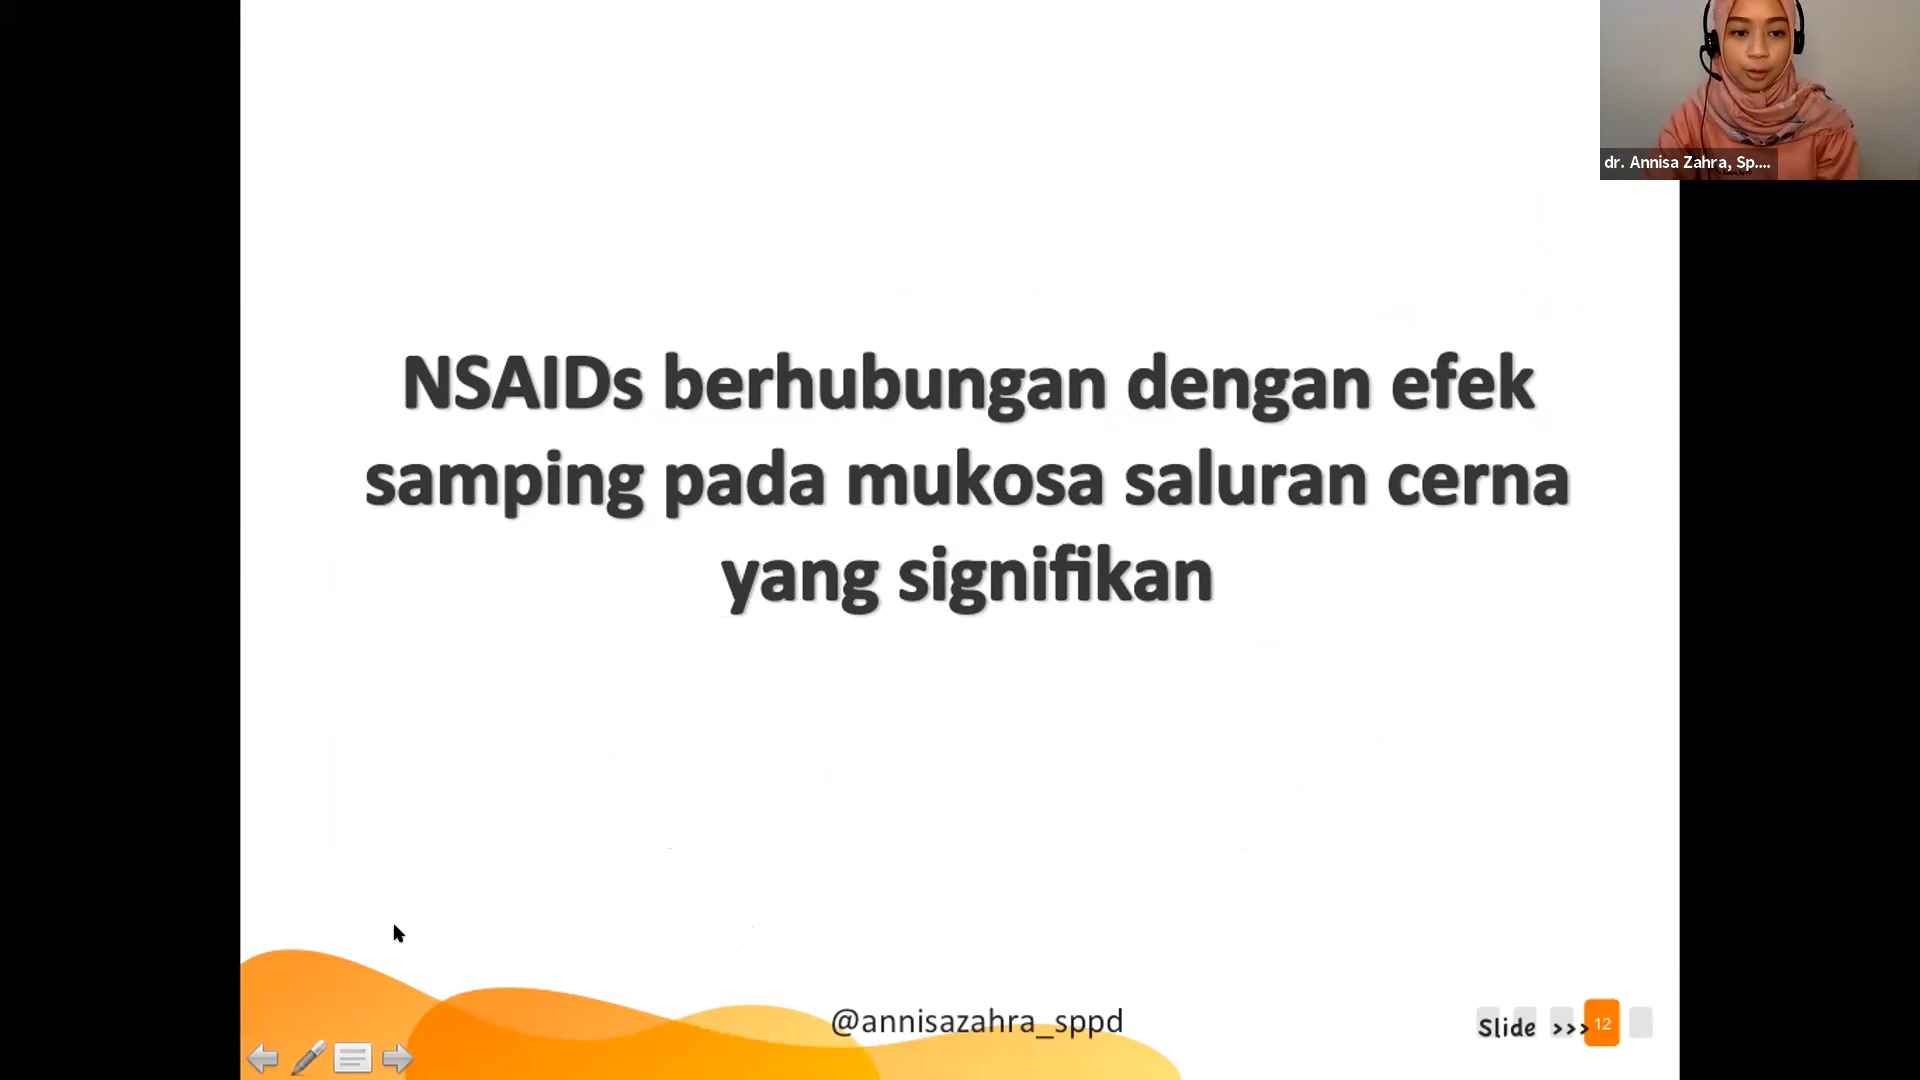 dr. Annisa Zahra, Sp....
NSAIDs berhubungan dengan efek
samping pada mukosa saluran cerna
yang signifikan
@annisazahra_sppd
Slide >>> 12